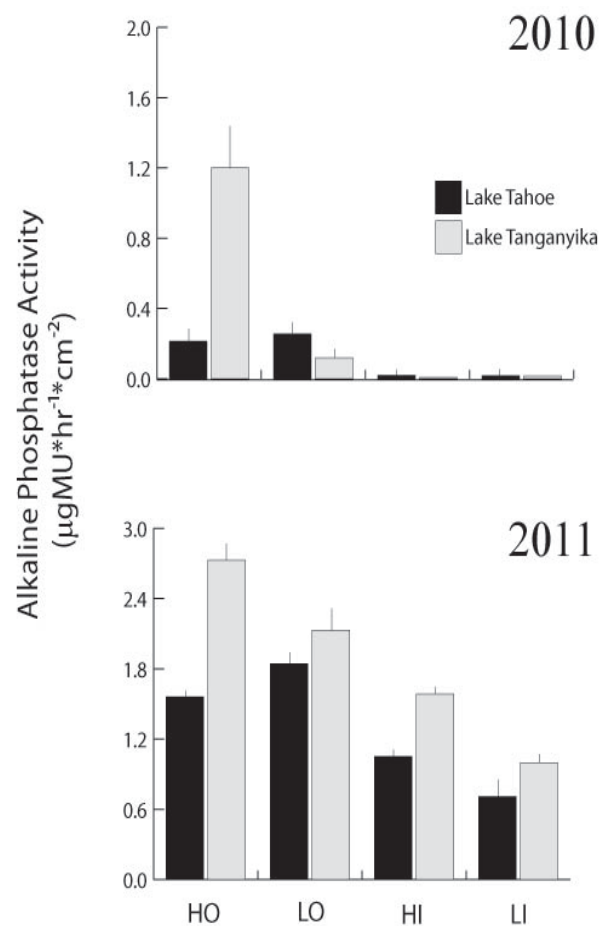 2010
2.0
1.6
1.2
0.8
0.4
0.0
Lake Tahoe
Lake Tanganyika
Alkaline Phosphatase Activity
(µgMU*hr⁻¹*cm⁻²)
2011
3.0
2.4
1.8
1.2
0.6
0.0
HO LO HI LI